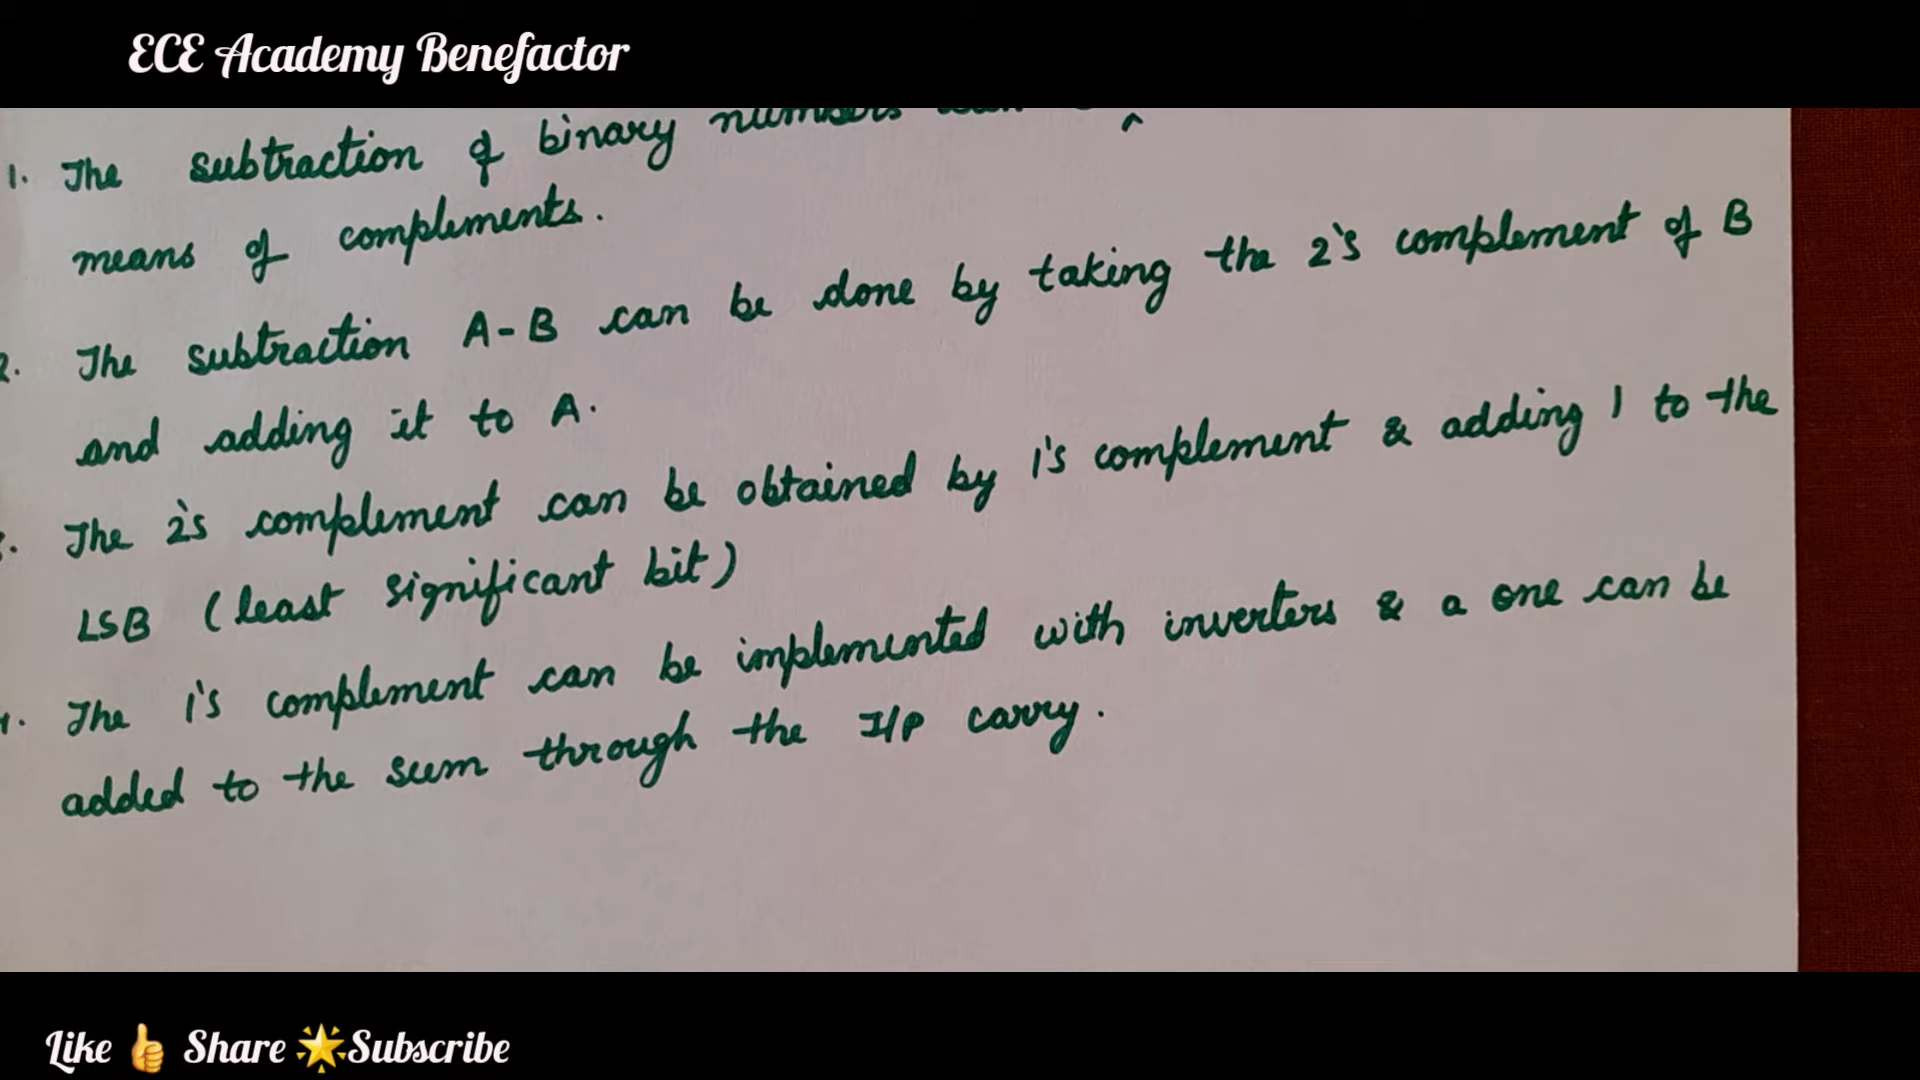 ECE Academy Benefactor
1. The subtraction of binary numbers
means of complements.
2. The subtraction A-B can be done by taking the 2's complement of B
and adding it to A.
The 2's complement can be obtained by 1's complement & adding 1 to the
LSB (least significant bit)
The 1's complement can be implemented with inverters & a one can be
added to the sum through the I/P carry.
Like 👍 Share 🌟Subscribe